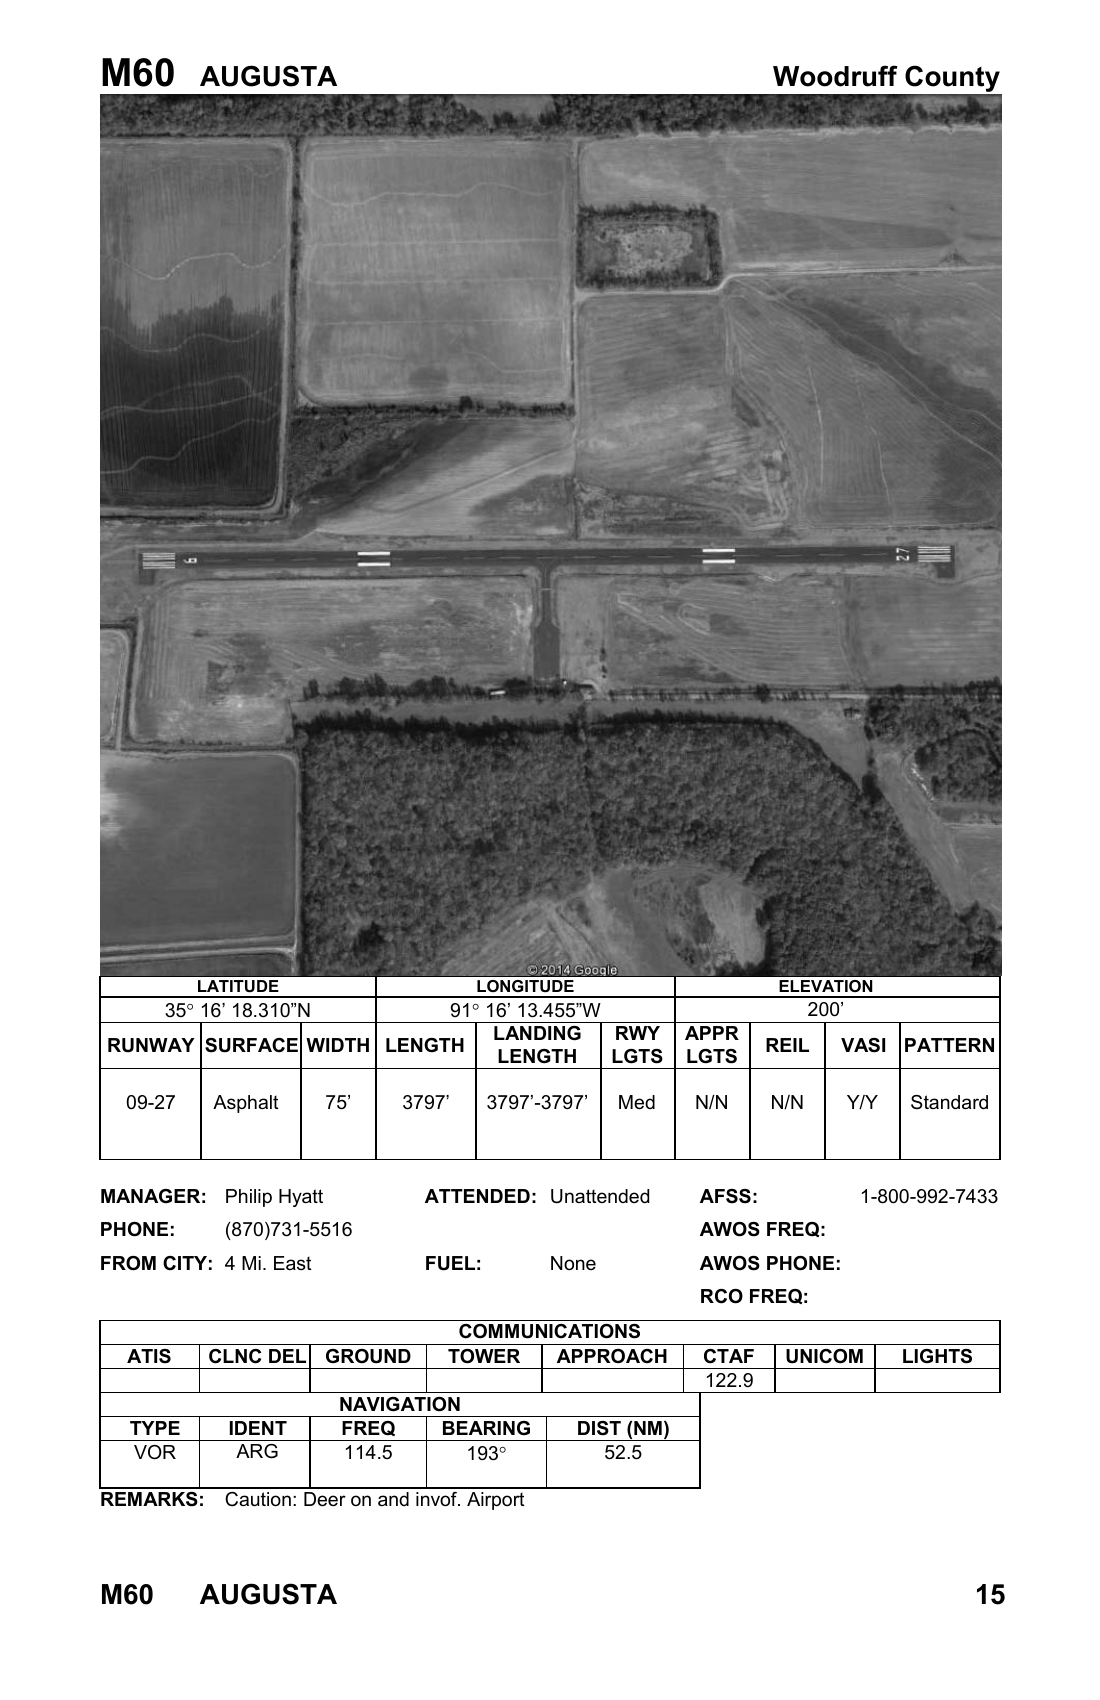 M60 AUGUSTA Woodruff County
9
27
© 2014 Google
LATITUDE LONGITUDE ELEVATION
35° 16’ 18.310”N 91° 16’ 13.455”W 200’
RUNWAY SURFACE WIDTH LENGTH LANDING LENGTH RWY LGTS APPR LGTS REIL VASI PATTERN
09-27 Asphalt 75’ 3797’ 3797’-3797’ Med N/N N/N Y/Y Standard
MANAGER: Philip Hyatt ATTENDED: Unattended AFSS: 1-800-992-7433
PHONE: (870)731-5516 AWOS FREQ:
FROM CITY: 4 Mi. East FUEL: None AWOS PHONE:
RCO FREQ:
COMMUNICATIONS
ATIS CLNC DEL GROUND TOWER APPROACH CTAF UNICOM LIGHTS
122.9
NAVIGATION
TYPE IDENT FREQ BEARING DIST (NM)
VOR ARG 114.5 193° 52.5
REMARKS: Caution: Deer on and invof. Airport
M60 AUGUSTA 15